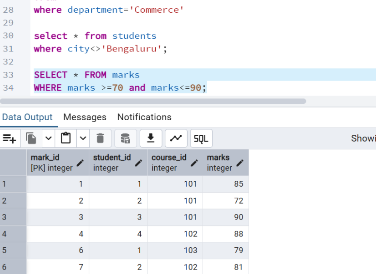 28 where department='Commerce'
29
30 select * from students
31 where city<>'Bengaluru';
32
33 SELECT * FROM marks
34 WHERE marks >=70 and marks<=90;
Data Output Messages Notifications
SQL Showi
mark_id student_id course_id marks
[PK] integer integer integer integer
1 1 1 101 85
2 2 2 101 72
3 3 3 101 90
4 4 4 102 88
5 6 1 103 79
6 7 2 102 81